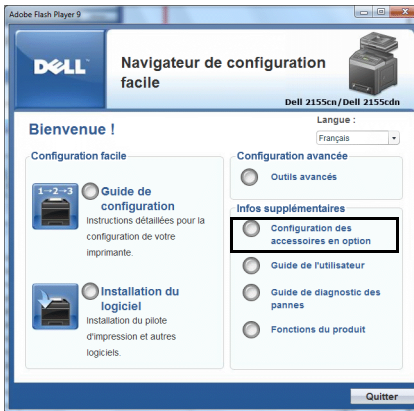 Adobe Flash Player 9
DELL
Navigateur de configuration
facile
Dell 2155cn/Dell 2155cdn
Bienvenue !
Langue :
Français
Configuration facile
1→2→3
Guide de
configuration
Instructions détaillées pour la
configuration de votre
imprimante.
Installation du
logiciel
Installation du pilote
d'impression et autres
logiciels.
Configuration avancée
Outils avancés
Infos supplémentaires
Configuration des
accessoires en option
Guide de l'utilisateur
Guide de diagnostic des
pannes
Fonctions du produit
Quitter